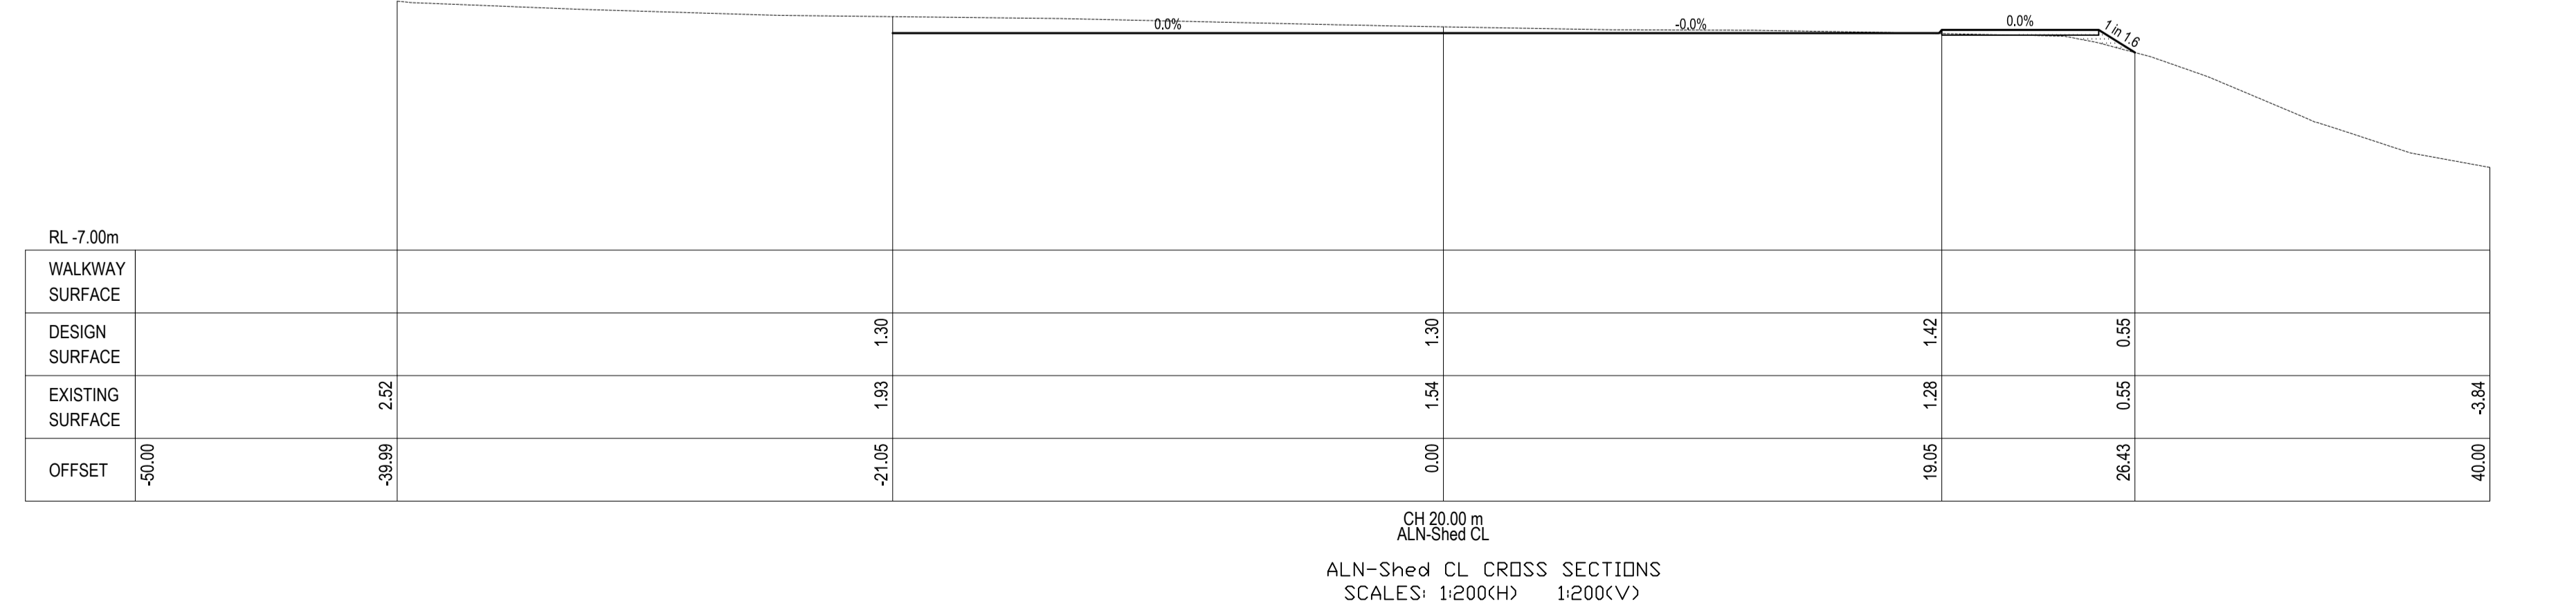 0.0%
-0.0%
0.0%
1 in 1.6
RL -7.00m
WALKWAY
SURFACE
DESIGN
SURFACE
1.30
1.30
1.42
0.55
EXISTING
SURFACE
2.52
1.93
1.54
1.28
0.55
-3.84
OFFSET
-50.00
-39.99
-21.05
0.00
19.05
26.43
40.00
CH 20.00 m
ALN-Shed CL
ALN-Shed CL CROSS SECTIONS
SCALES: 1:200(H) 1:200(V)